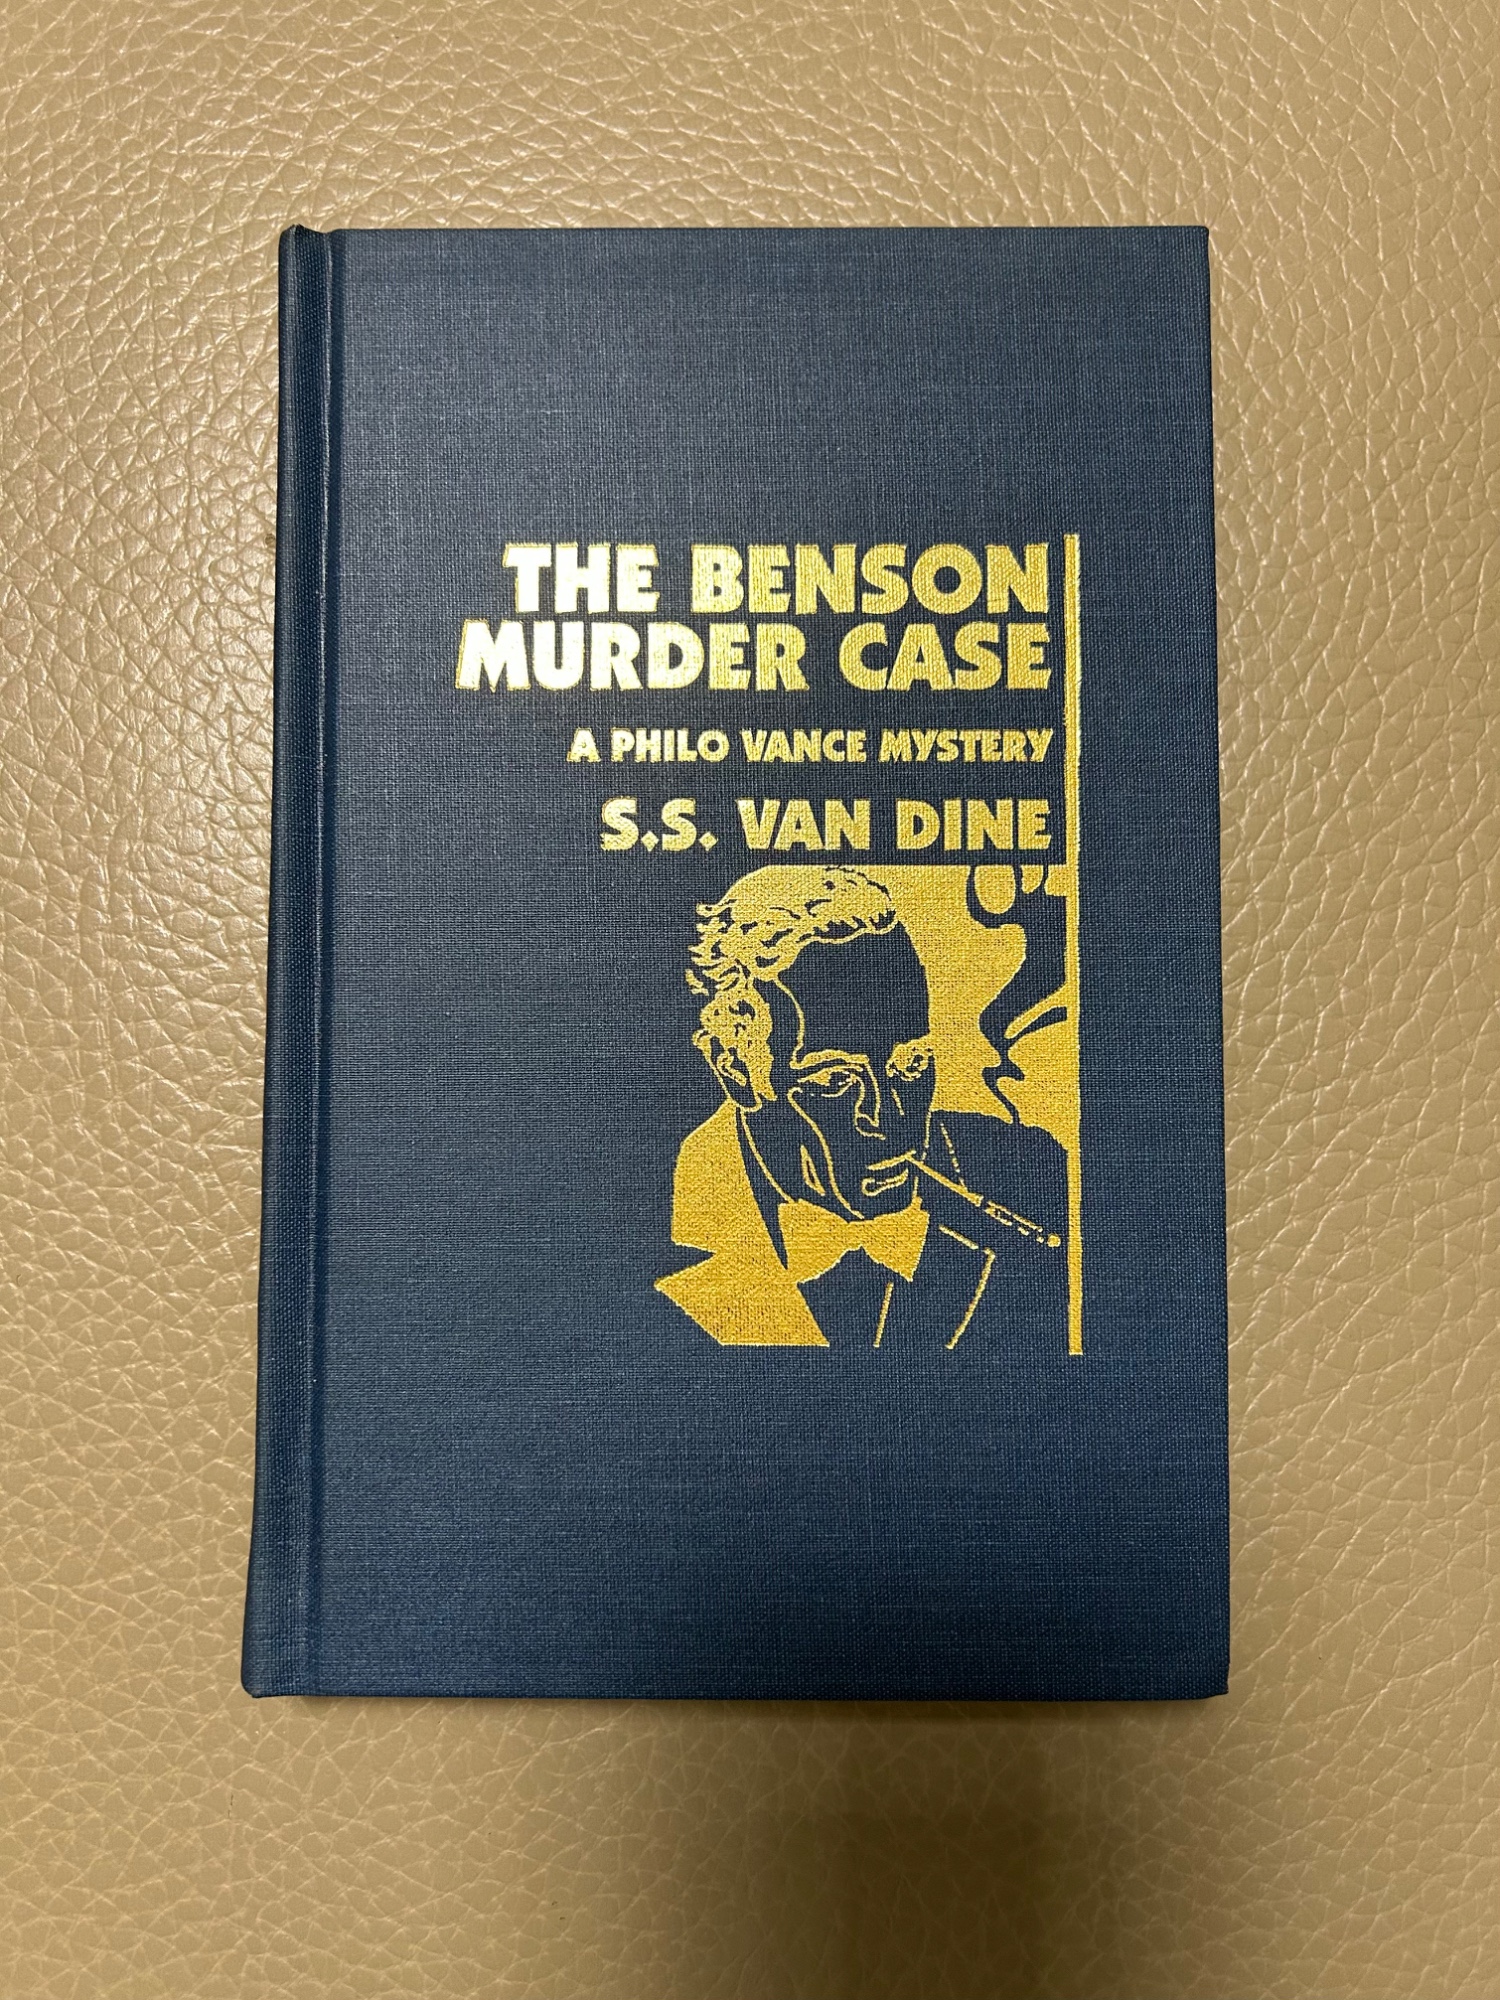 THE BENSON
MURDER CASE
A PHILO VANCE MYSTERY
S.S. VAN DINE